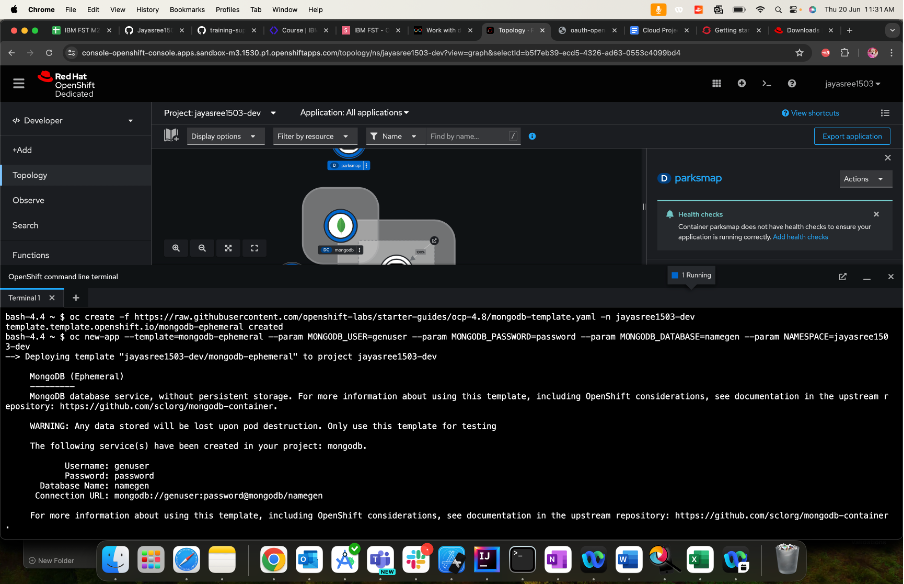 Chrome File Edit View History Bookmarks Profiles Tab Window Help Thu 20 Jun 11:31 AM
IBM FST M3 Jayasree15 training-su Course | IB IBM FST - C Work with Topology oauth-open Cloud Proje Getting star Downloads
console-openshift-console.apps.sandbox-m3.1530.p1.openshiftapps.com/topology/ns/jayasree1503-dev?view=graph&selectId=b5f7eb39-ecd5-4326-ad63-0553c4099bd4
Red Hat
OpenShift
Dedicated
jayasree1503
Developer
+Add
Topology
Observe
Search
Functions
Project: jayasree1503-dev Application: All applications View shortcuts
Display options Filter by resource Name Find by name... / Export application
D parksmap
DC mongodb
D parksmap
Actions
Health checks
Container parksmap does not have health checks to ensure your
application is running correctly. Add health checks
1 Running
OpenShift command line terminal
Terminal 1
bash-4.4 ~ $ oc create -f https://raw.githubusercontent.com/openshift-labs/starter-guides/ocp-4.8/mongodb-template.yaml -n jayasree1503-dev
template.template.openshift.io/mongodb-ephemeral created
bash-4.4 ~ $ oc new-app --template=mongodb-ephemeral --param MONGODB_USER=genuser --param MONGODB_PASSWORD=password --param MONGODB_DATABASE=namegen --param NAMESPACE=jayasree150
3-dev
--> Deploying template "jayasree1503-dev/mongodb-ephemeral" to project jayasree1503-dev
MongoDB (Ephemeral)
---------
MongoDB database service, without persistent storage. For more information about using this template, including OpenShift considerations, see documentation in the upstream r
epository: https://github.com/sclorg/mongodb-container.
WARNING: Any data stored will be lost upon pod destruction. Only use this template for testing
The following service(s) have been created in your project: mongodb.
Username: genuser
Password: password
Database Name: namegen
Connection URL: mongodb://genuser:password@mongodb/namegen
For more information about using this template, including OpenShift considerations, see documentation in the upstream repository: https://github.com/sclorg/mongodb-container
.
New Folder
NEW